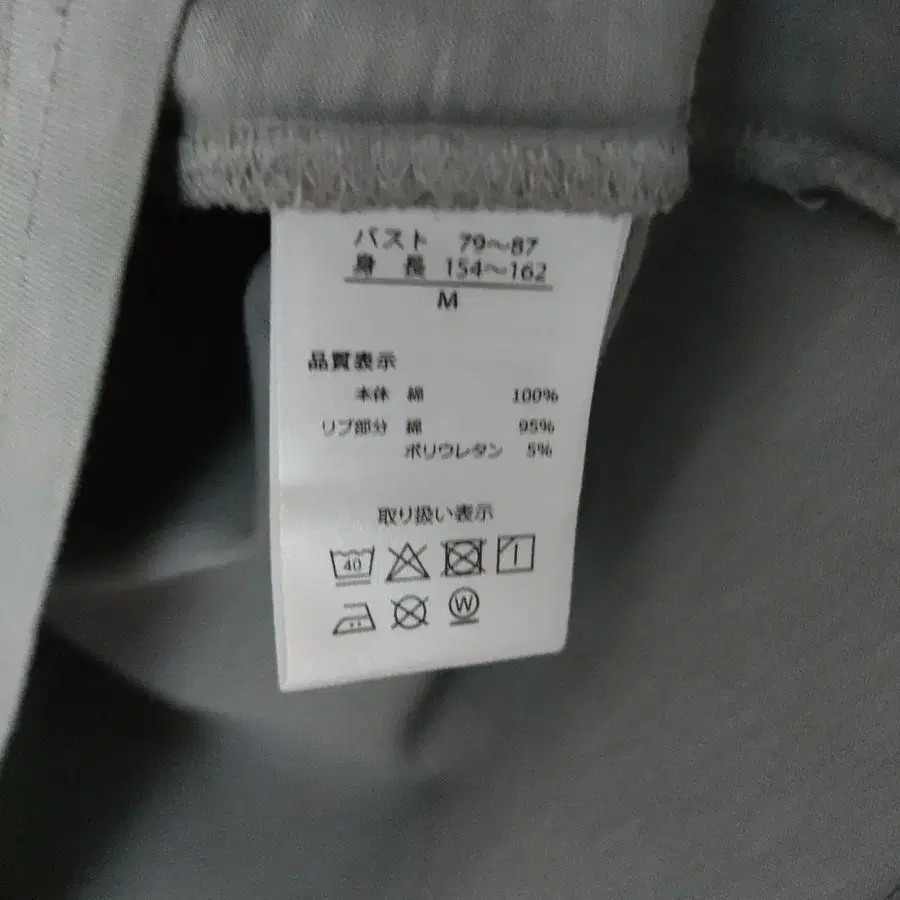 バスト 79～87
身長 154～162
M
品質表示
本体 綿 100%
リブ部分 綿 95%
ポリウレタン 5%
取り扱い表示
40
W